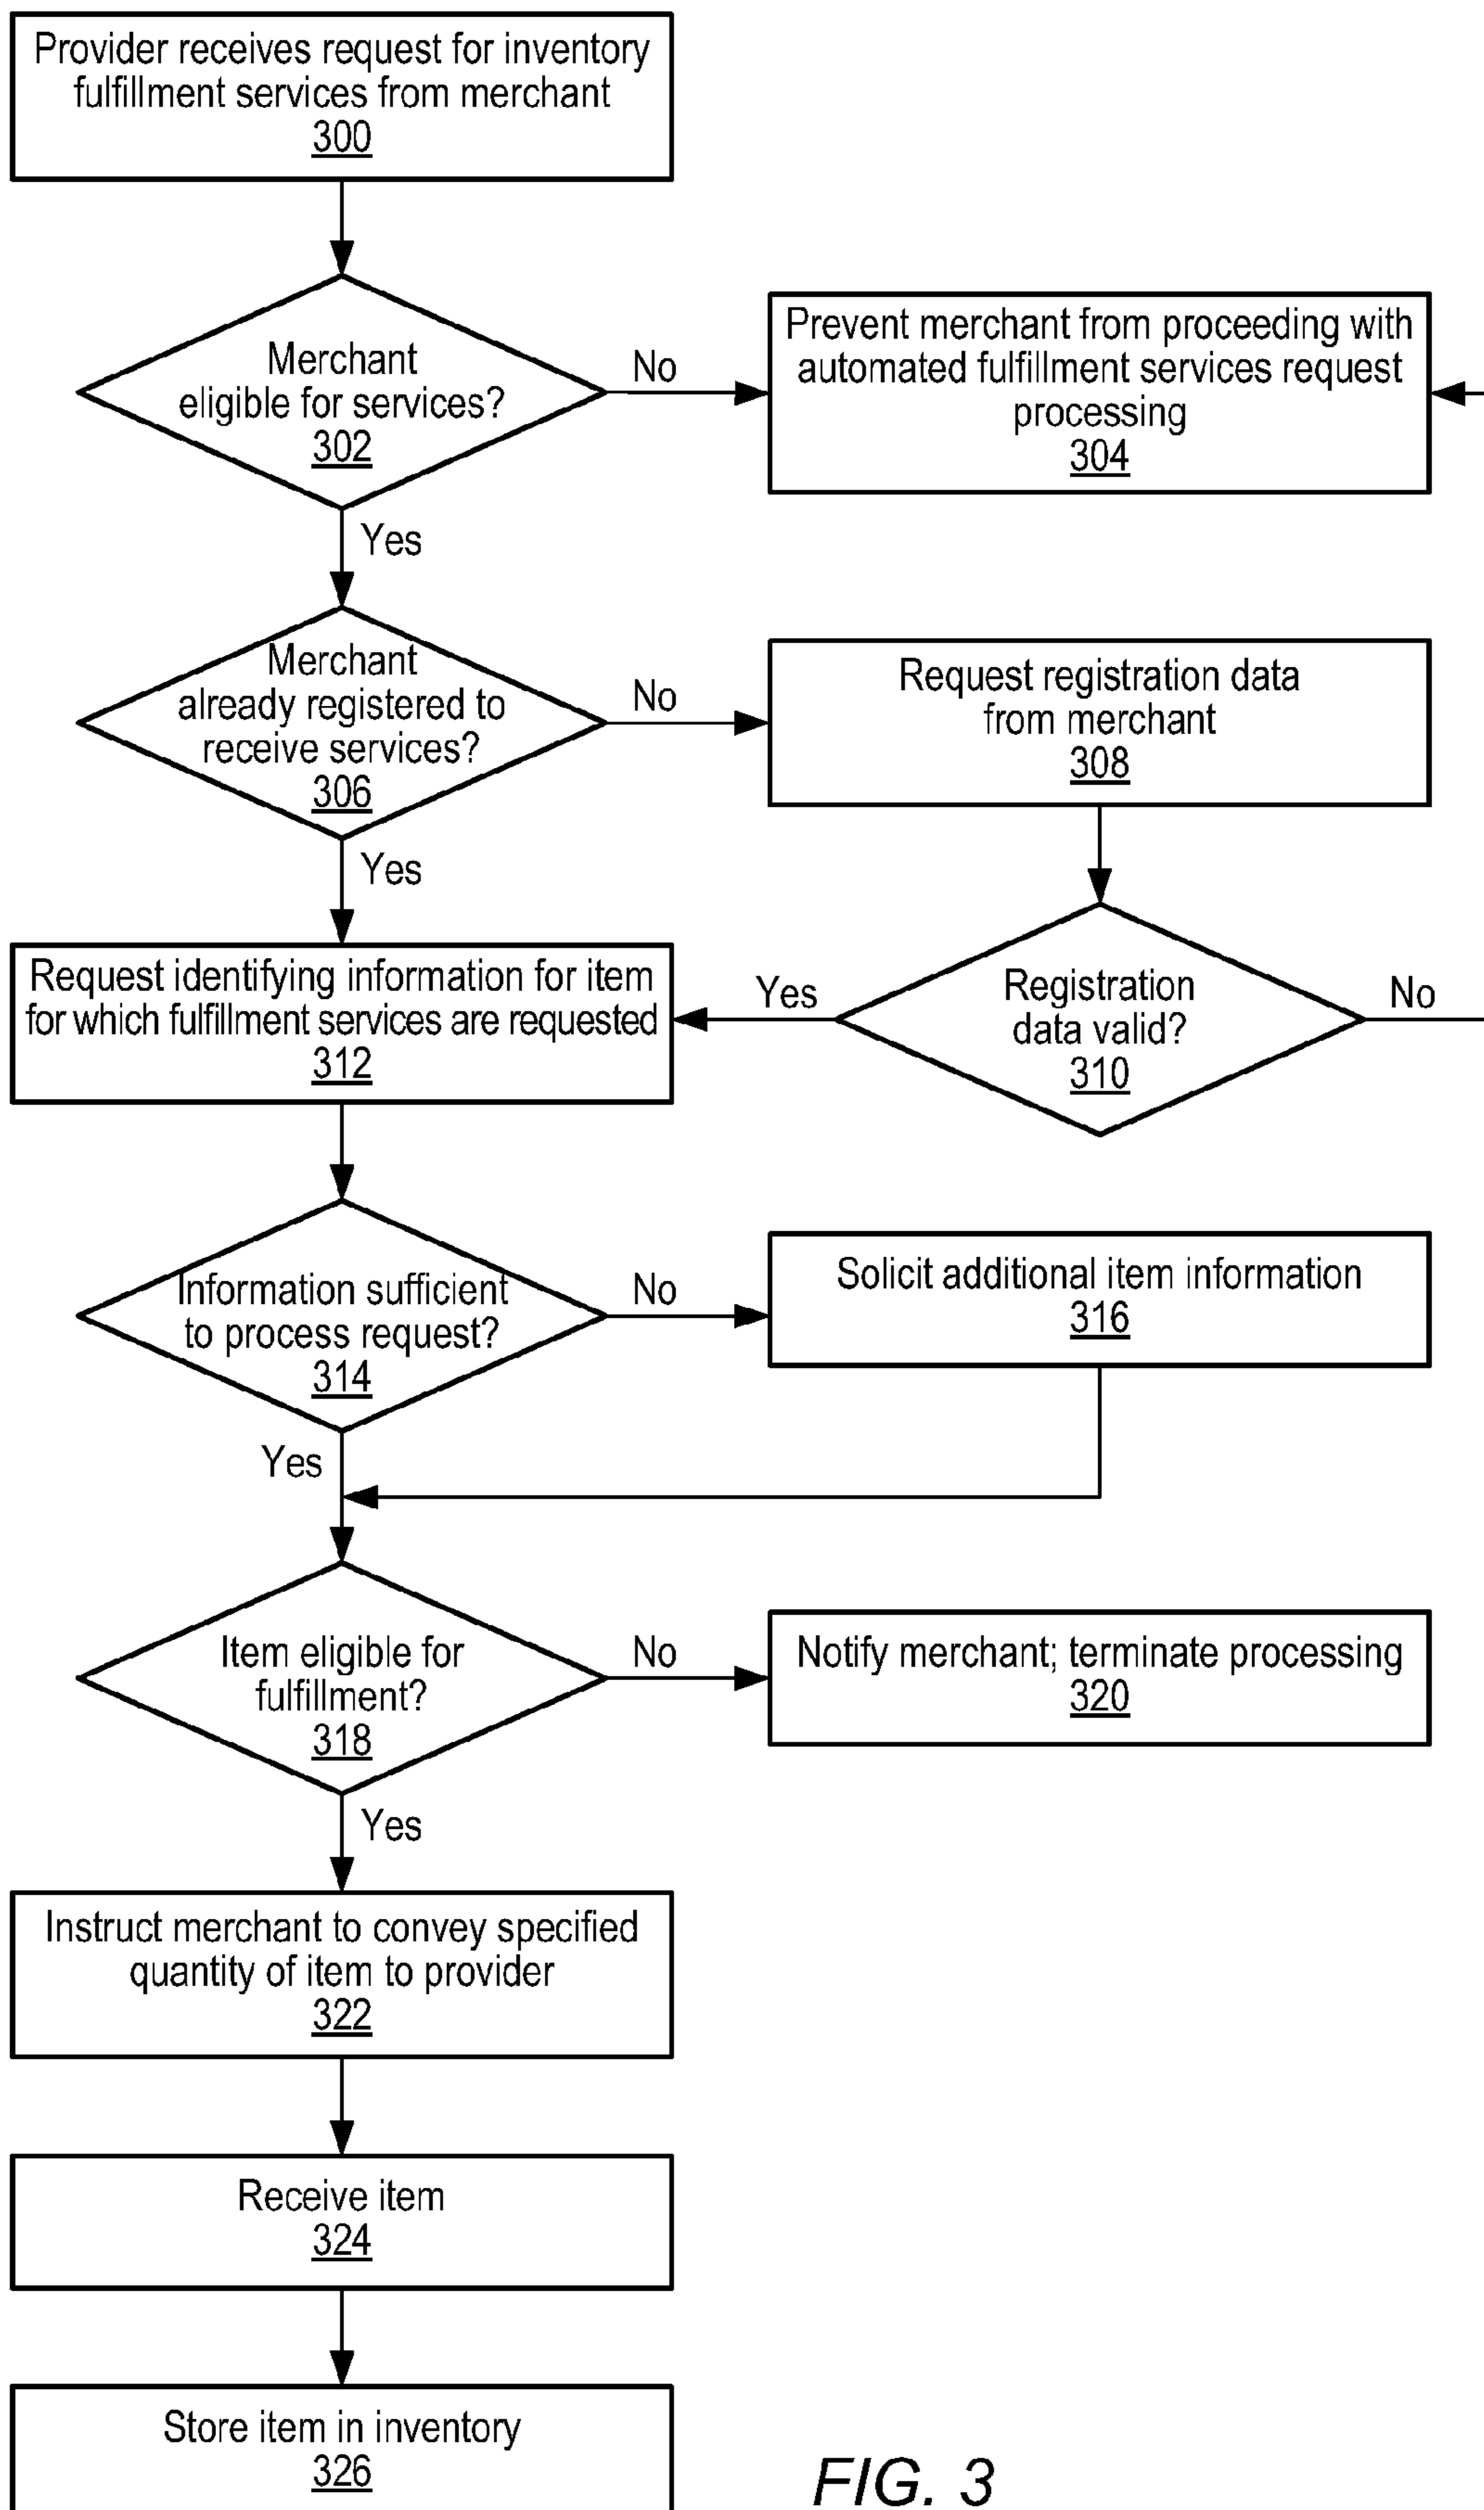 Provider receives request for inventory
fulfillment services from merchant
300
Merchant
eligible for services?
302
No
Prevent merchant from proceeding with
automated fulfillment services request
processing
304
Yes
Merchant
already registered to
receive services?
306
No
Request registration data
from merchant
308
Yes
Request identifying information for item
for which fulfillment services are requested
312
Yes
Registration
data valid?
310
No
Information sufficient
to process request?
314
No
Solicit additional item information
316
Yes
Item eligible for
fulfillment?
318
No
Notify merchant; terminate processing
320
Yes
Instruct merchant to convey specified
quantity of item to provider
322
Receive item
324
Store item in inventory
326
FIG. 3